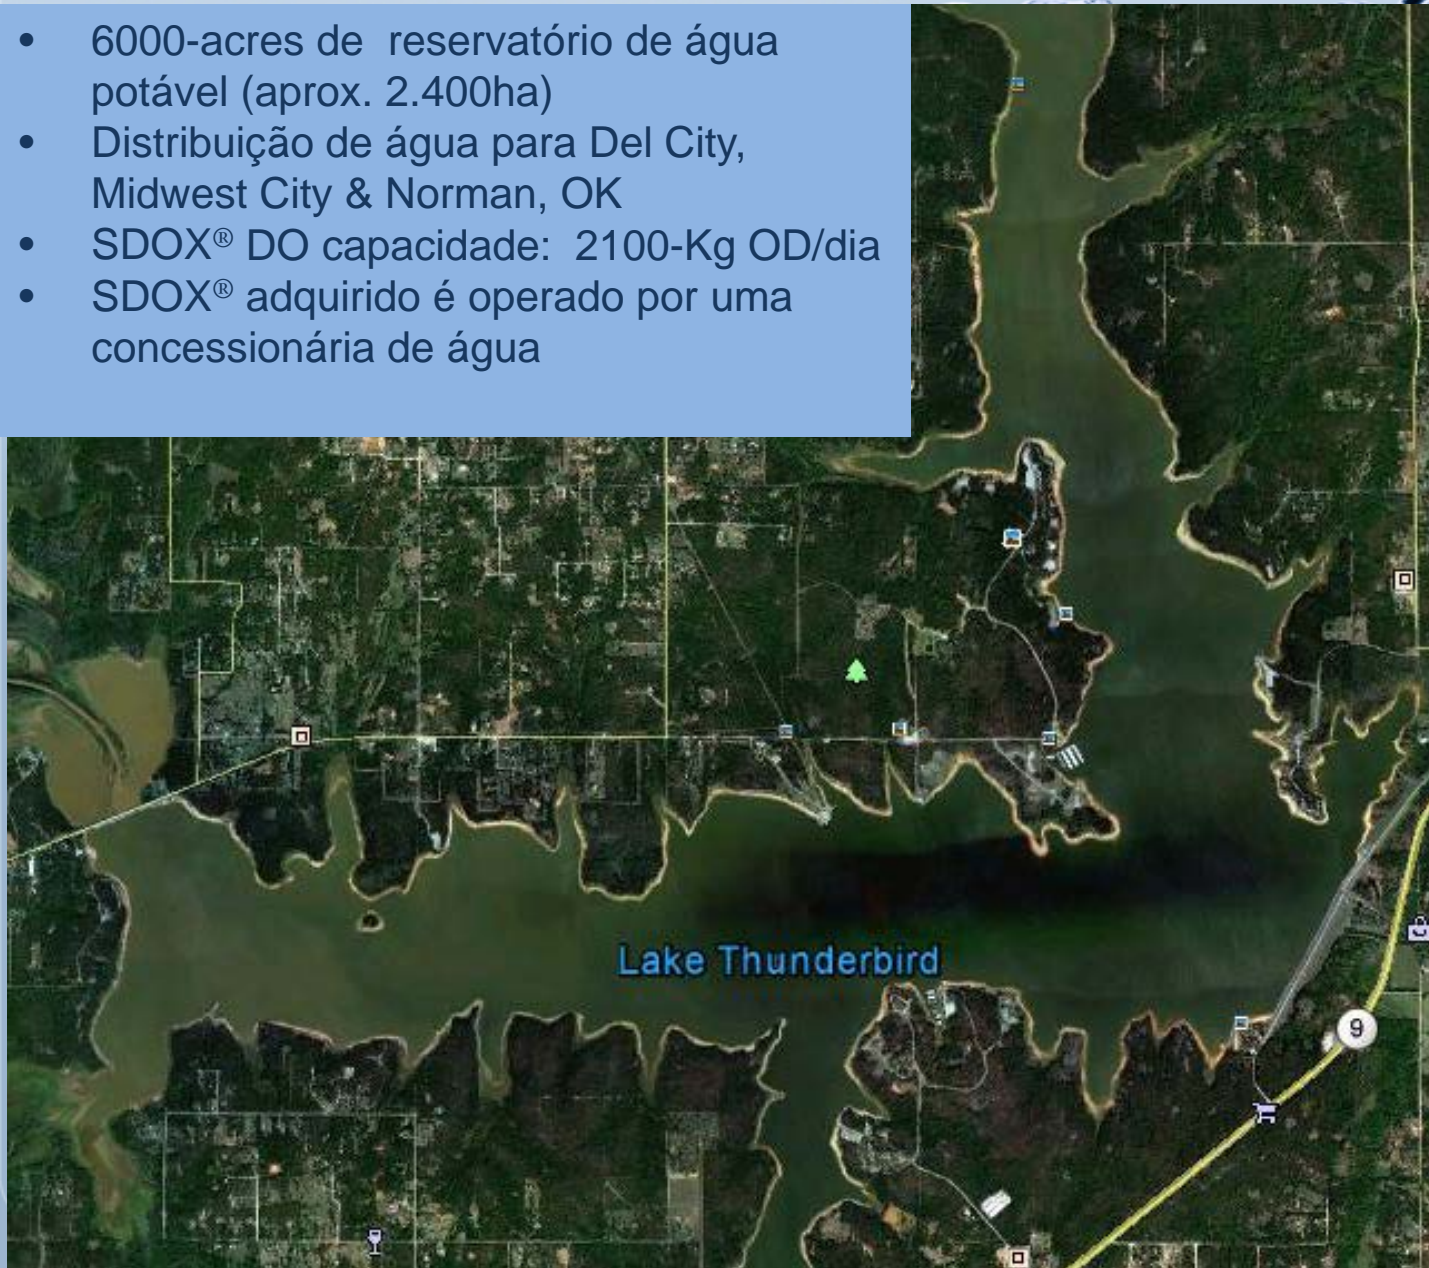 • 6000-acres de reservatório de água
potável (aprox. 2.400ha)
• Distribuição de água para Del City,
Midwest City & Norman, OK
• SDOX® DO capacidade: 2100-Kg OD/dia
• SDOX® adquirido é operado por uma
concessionária de água
Lake Thunderbird
9